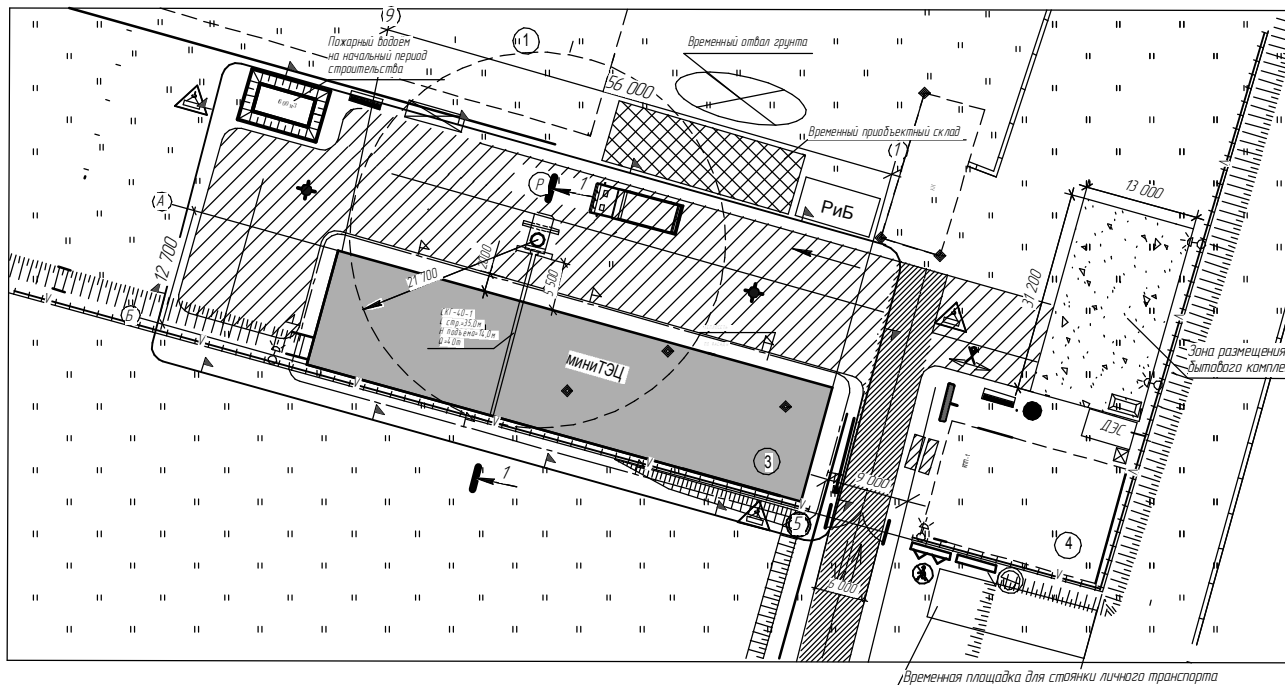 9
1
Пожарный водоем
на начальный период
строительства
Временный отвал грунта
56 000
Временный приобъектный склад
1
Р
1
РиБ
13 000
А
12 700
Б
21 700
5 500
31 200
СКГ-40-1
L стр.=35,0м
H подъема=14,0м
Q=4,0т
миниТЭЦ
Зона размещения
бытового компле
ДЭС
3
9 000
1
5
4
5 000
Временная площадка для стоянки личного транспорта